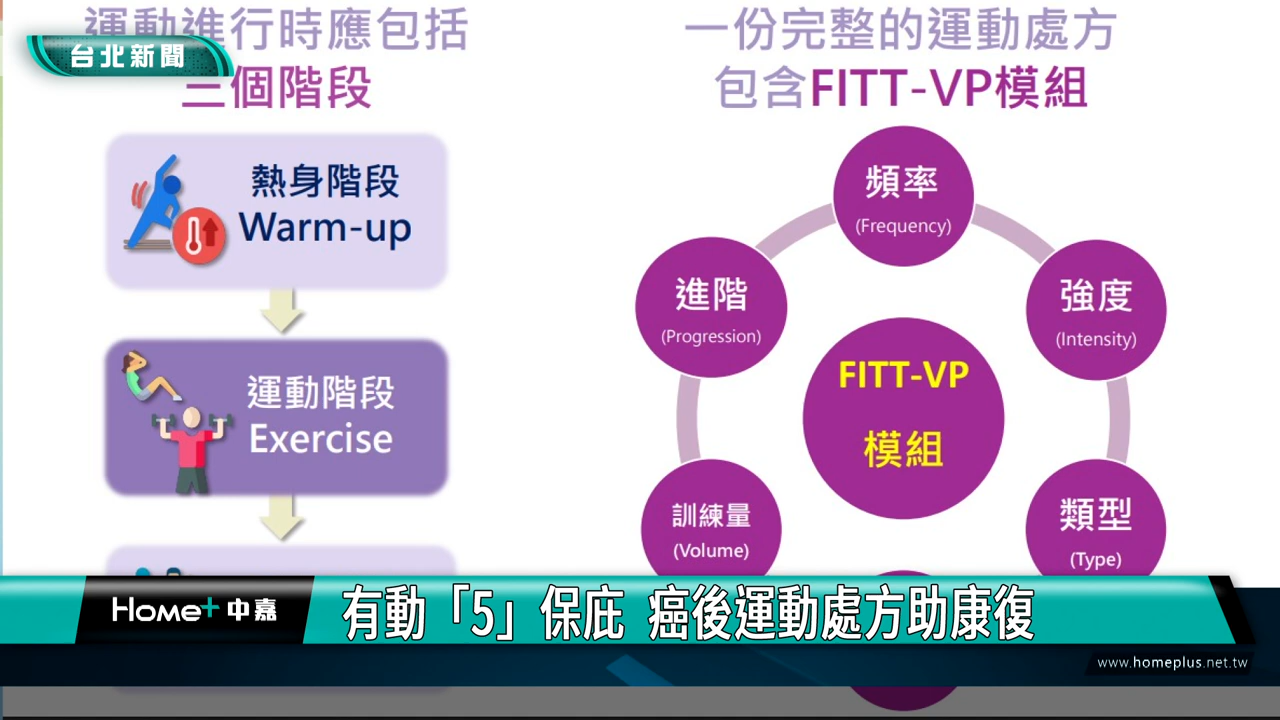 運動進行時應包括
三個階段
台北新聞
熱身階段
Warm-up
運動階段
Exercise
一份完整的運動處方
包含FITT-VP模組
頻率
(Frequency)
強度
(Intensity)
類型
(Type)
訓練量
(Volume)
進階
(Progression)
FITT-VP
模組
Home+中嘉
有動「5」保庇 癌後運動處方助康復
www.homeplus.net.tw